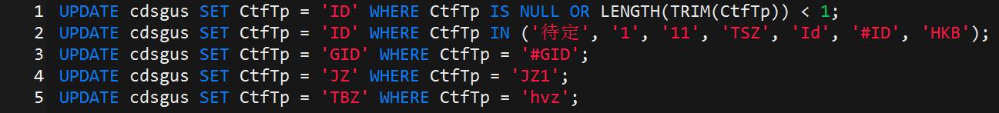 1 UPDATE cdsgus SET CtfTp = 'ID' WHERE CtfTp IS NULL OR LENGTH(TRIM(CtfTp)) < 1;
2 UPDATE cdsgus SET CtfTp = 'ID' WHERE CtfTp IN ('待定', '1', '11', 'TSZ', 'Id', '#ID', 'HKB');
3 UPDATE cdsgus SET CtfTp = 'GID' WHERE CtfTp = '#GID';
4 UPDATE cdsgus SET CtfTp = 'JZ' WHERE CtfTp = 'JZ1';
5 UPDATE cdsgus SET CtfTp = 'TBZ' WHERE CtfTp = 'hvz';